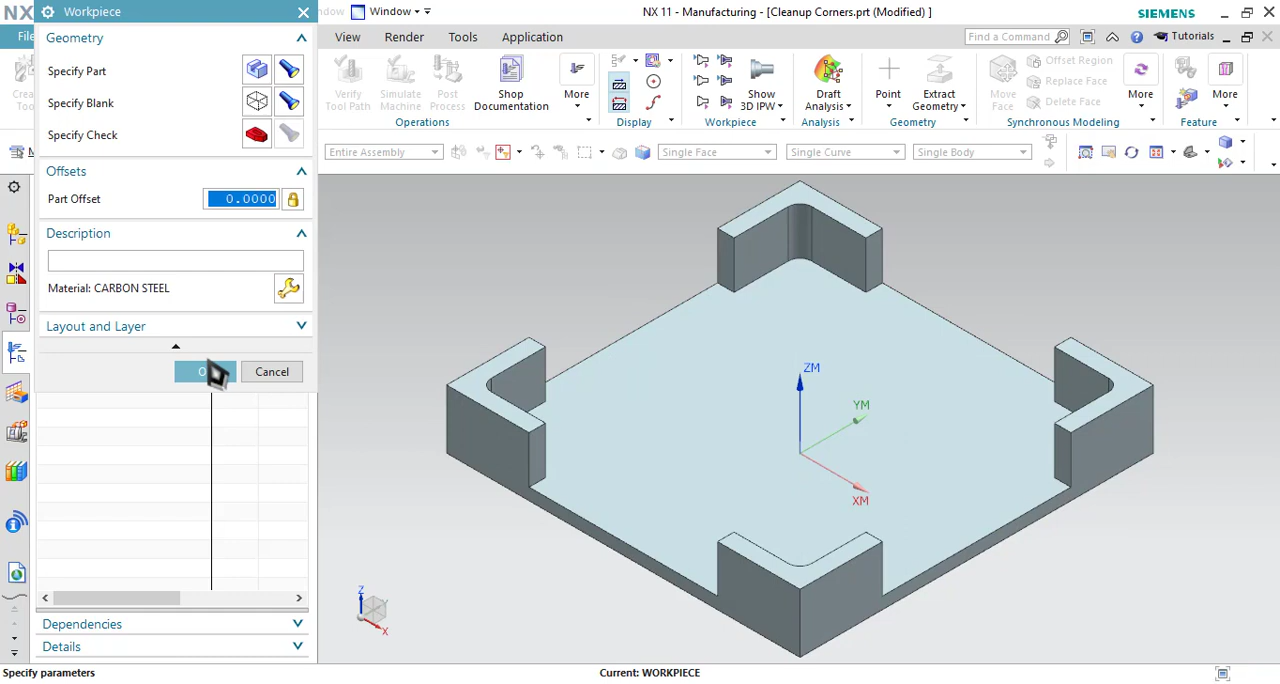 NX
Workpiece
Window
NX 11 - Manufacturing - [Cleanup Corners.prt (Modified) ]
SIEMENS
View
Render
Tools
Application
Find a Command
Tutorials
Geometry
Specify Part
Specify Blank
Specify Check
Offsets
Part Offset
0.0000
Description
Material: CARBON STEEL
Layout and Layer
Cancel
Verify
Tool Path
Simulate
Machine
Post
Process
Shop
Documentation
More
Operations
Display
Show
3D IPW
Workpiece
Draft
Analysis
Analysis
Point
Extract
Geometry
Geometry
Move
Face
Offset Region
Replace Face
Delete Face
More
Synchronous Modeling
More
Feature
Entire Assembly
Single Face
Single Curve
Single Body
ZM
YM
XM
Z
X
Dependencies
Details
Specify parameters
Current: WORKPIECE